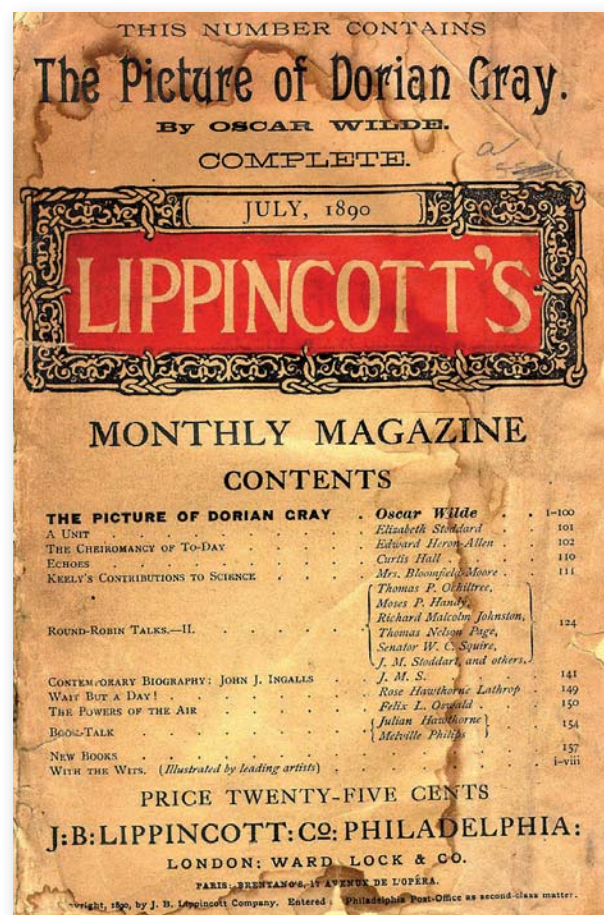 THIS NUMBER CONTAINS
The Picture of Dorian Gray.
By OSCAR WILDE.
COMPLETE.
JULY, 1890
LIPPINCOTT'S
MONTHLY MAGAZINE
CONTENTS
THE PICTURE OF DORIAN GRAY . Oscar Wilde . . 1-100
A UNIT . . . . . . . . Elizabeth Stoddard . . 101
THE CHEIROMANCY OF TO-DAY . . . Edward Heron-Allen . . 102
ECHOES . . . . . . . . Curtis Hall . . . 110
KEELY'S CONTRIBUTIONS TO SCIENCE . . . Mrs. Bloomfield-Moore . 111
Thomas P. Ochiltree,
Moses P. Handy,
Richard Malcolm Johnston,
ROUND-ROBIN TALKS.—II. . . . . . Thomas Nelson Page, 124
Senator W. C. Squire,
J. M. Stoddart, and others.
CONTEMPORARY BIOGRAPHY: JOHN J. INGALLS . J. M. S. . . . 141
WAIT BUT A DAY! . . . . . . Rose Hawthorne Lathrop . 149
THE POWERS OF THE AIR . . . . . Felix L. Oswald . . 150
BOOK-TALK . . . . . . . Julian Hawthorne 154
Melville Philips
NEW BOOKS . . . . . . . . . 157
WITH THE WITS. (Illustrated by leading artists) . . . . i-viii
PRICE TWENTY-FIVE CENTS
J:B:LIPPINCOTT:Co:PHILADELPHIA:
LONDON: WARD LOCK & CO.
PARIS: BRENTANO'S, 17 AVENUE DE L'OPÉRA.
yright, 1890, by J. B. Lippincott Company. Entered Philadelphia Post-Office as second-class matter.